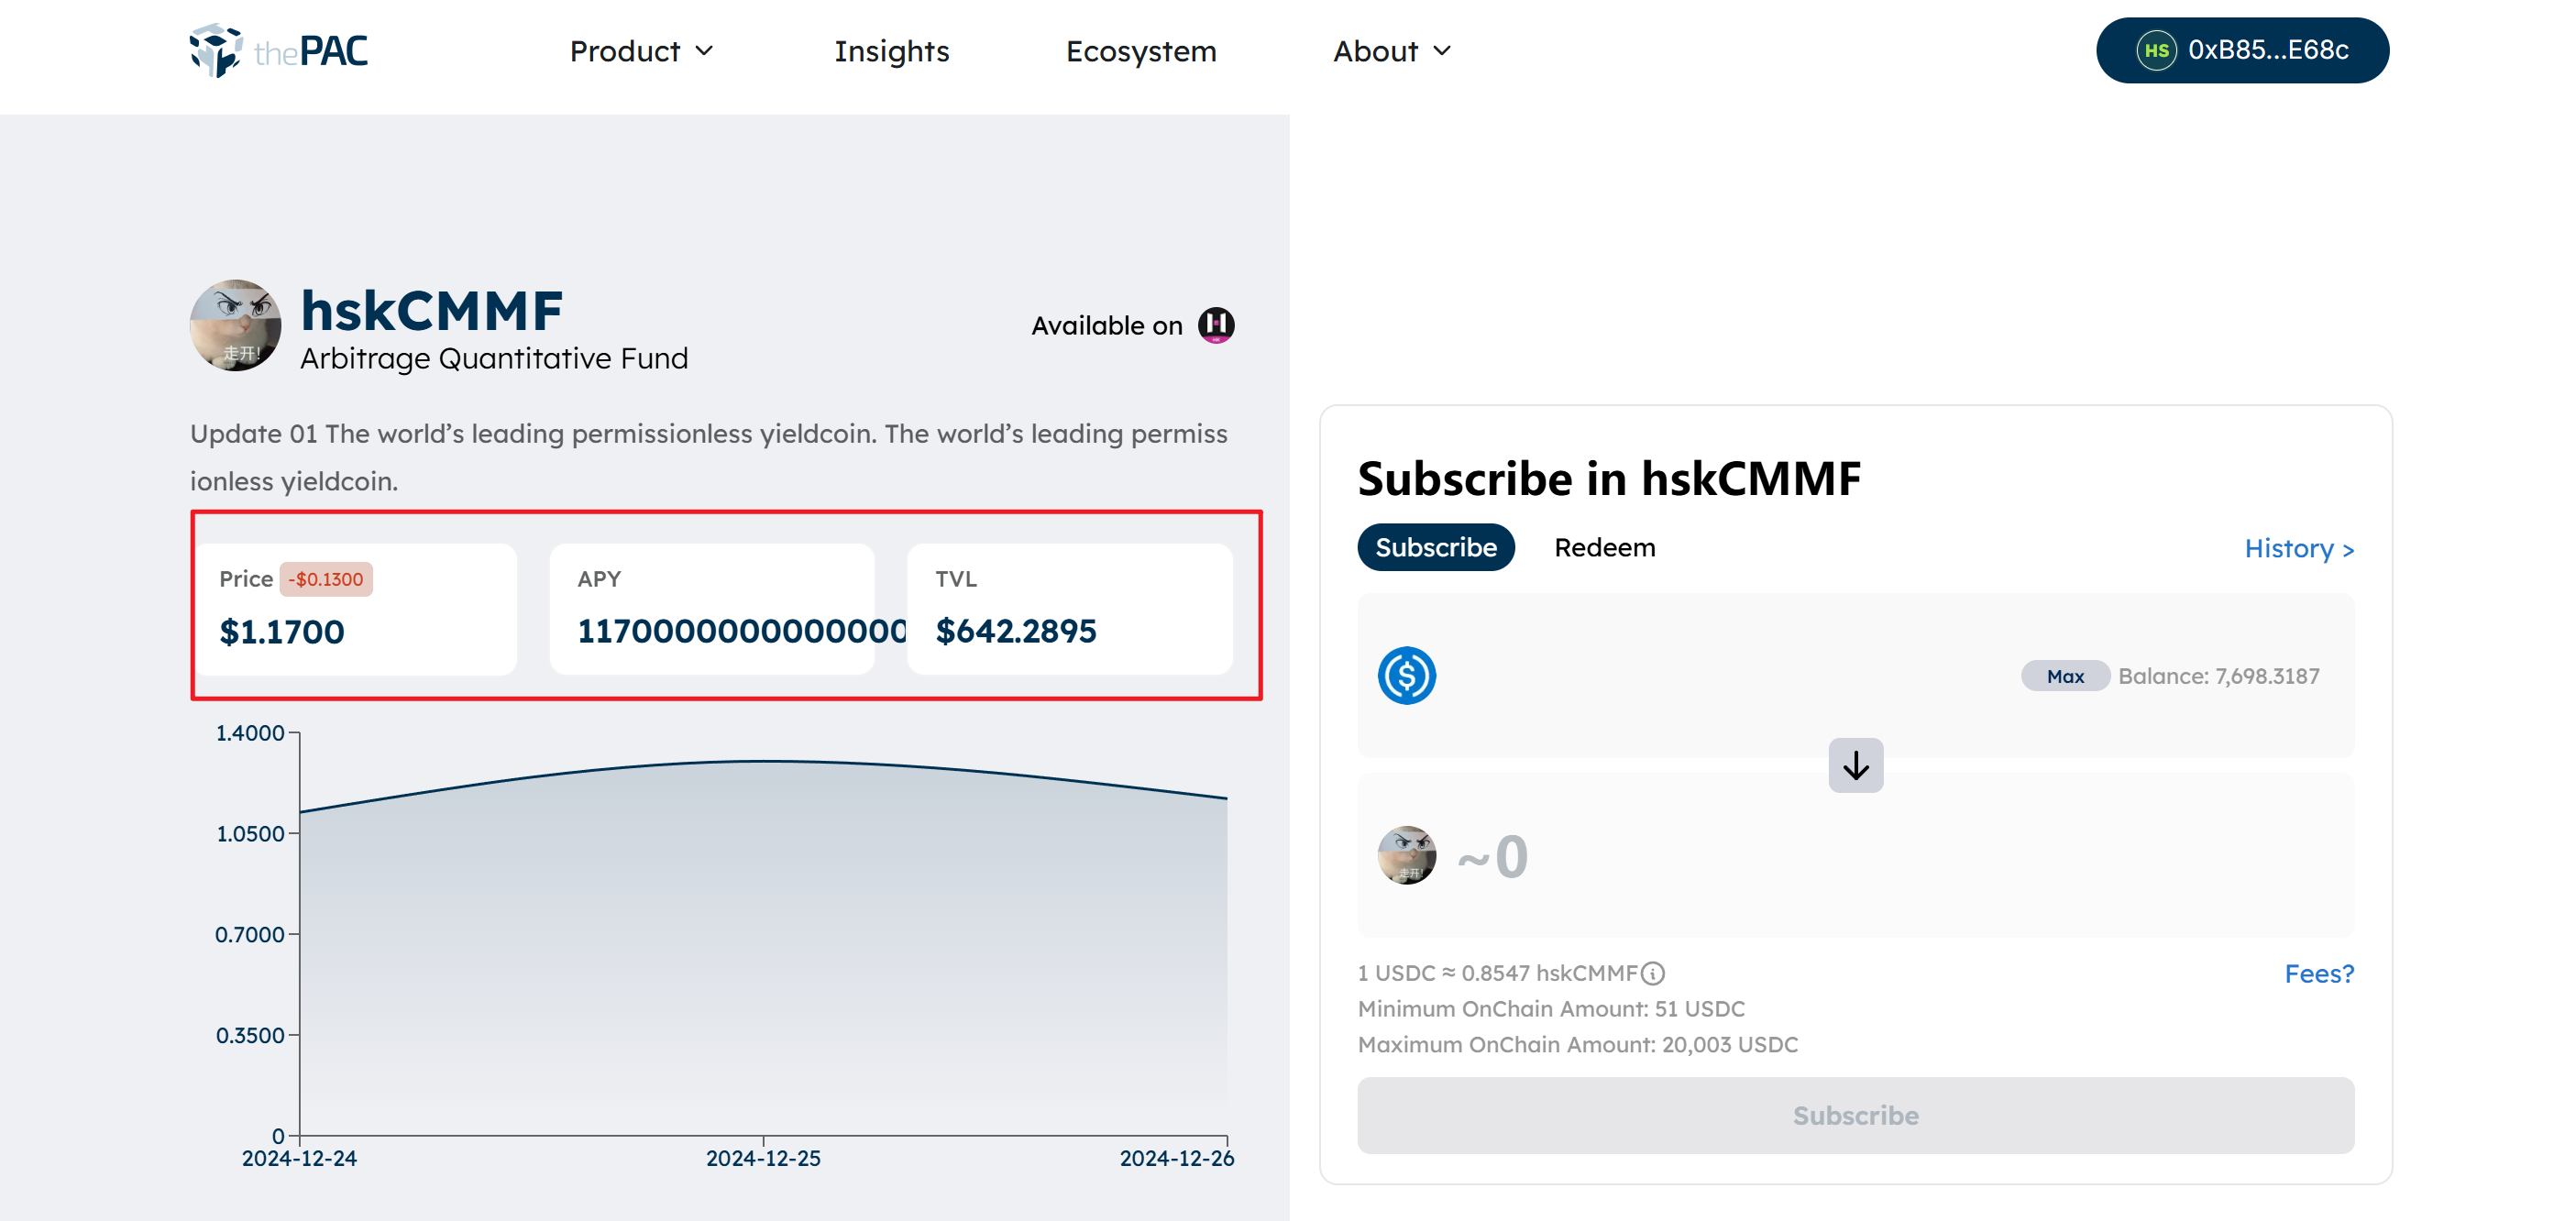 thePAC
Product
Insights
Ecosystem
About
HS 0xB85...E68c
hskCMMF
Arbitrage Quantitative Fund
走开!
Available on
Update 01 The world’s leading permissionless yieldcoin. The world’s leading permiss
ionless yieldcoin.
Price -$0.1300
$1.1700
APY
1170000000000000
TVL
$642.2895
1.4000
1.0500
0.7000
0.3500
0
2024-12-24
2024-12-25
2024-12-26
Subscribe in hskCMMF
Subscribe
Redeem
History >
Max Balance: 7,698.3187
走开!
~0
1 USDC ≈ 0.8547 hskCMMF
Fees?
Minimum OnChain Amount: 51 USDC
Maximum OnChain Amount: 20,003 USDC
Subscribe